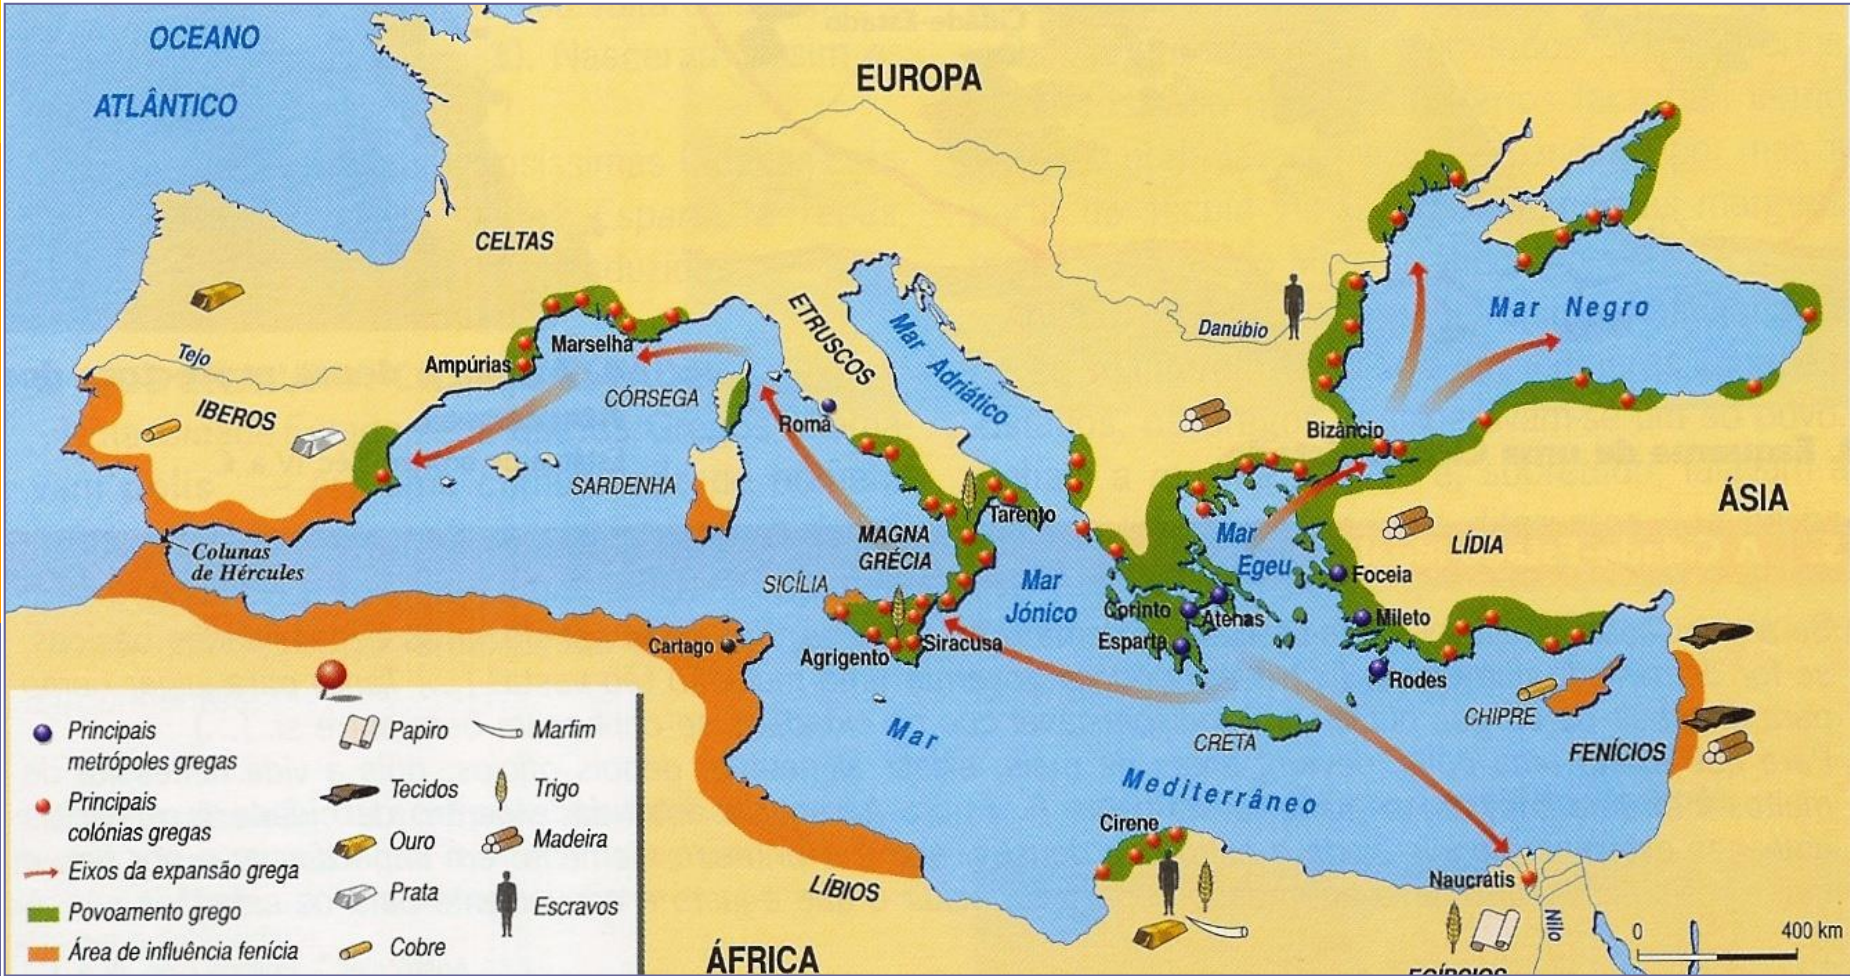 OCEANO
ATLÂNTICO
EUROPA
CELTAS
Tejo
IBEROS
Ampúrias
Marselha
CÓRSEGA
SARDENHA
ETRUSCOS
Roma
Mar Adriático
Danúbio
Mar Negro
Bizâncio
ÁSIA
LÍDIA
Colunas
de Hércules
MAGNA
GRÉCIA
Tarento
SICÍLIA
Mar
Jónico
Mar
Egeu
Foceia
Corinto
Atenas
Mileto
Esparta
Rodes
Cartago
Agrigento
Siracusa
CRETA
CHIPRE
FENÍCIOS
Mar
Mediterrâneo
Cirene
LÍBIOS
Naucratis
Nilo
ÁFRICA
0 400 km
Principais
metrópoles gregas
Principais
colónias gregas
Eixos da expansão grega
Povoamento grego
Área de influência fenícia
Papiro
Tecidos
Ouro
Prata
Cobre
Marfim
Trigo
Madeira
Escravos